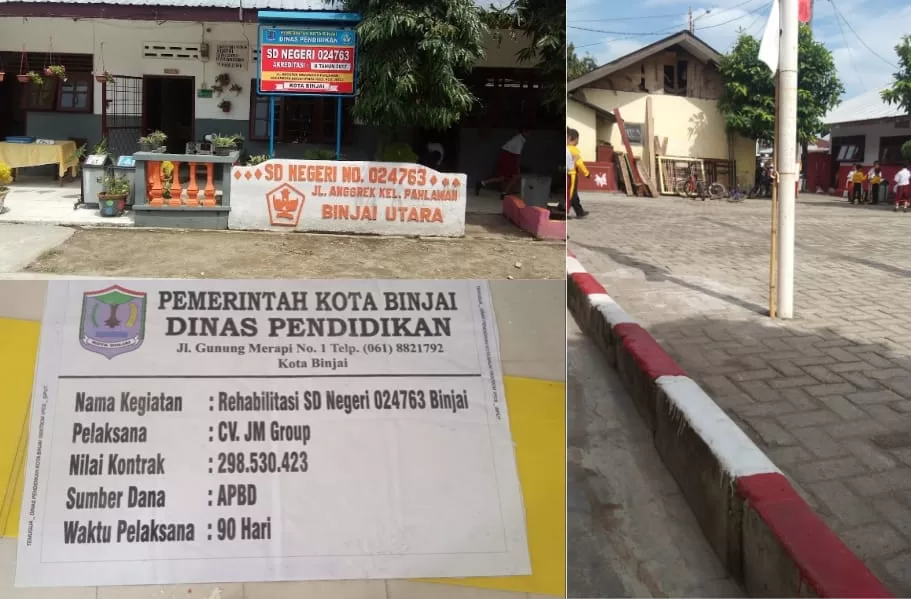 PEMERINTAH KOTA BINJAI
DINAS PENDIDIKAN
SD NEGERI 024763
AKREDITASI
KOTA BINJAI
SD NEGERI NO. 024763
JL. ANGGREK KEL. PAHLAWAN
BINJAI UTARA
PEMERINTAH KOTA BINJAI
DINAS PENDIDIKAN
Jl. Gunung Merapi No. 1 Telp. (061) 8821792
Kota Binjai
Nama Kegiatan : Rehabilitasi SD Negeri 024763 Binjai
Pelaksana : CV. JM Group
Nilai Kontrak : 298.530.423
Sumber Dana : APBD
Waktu Pelaksana : 90 Hari